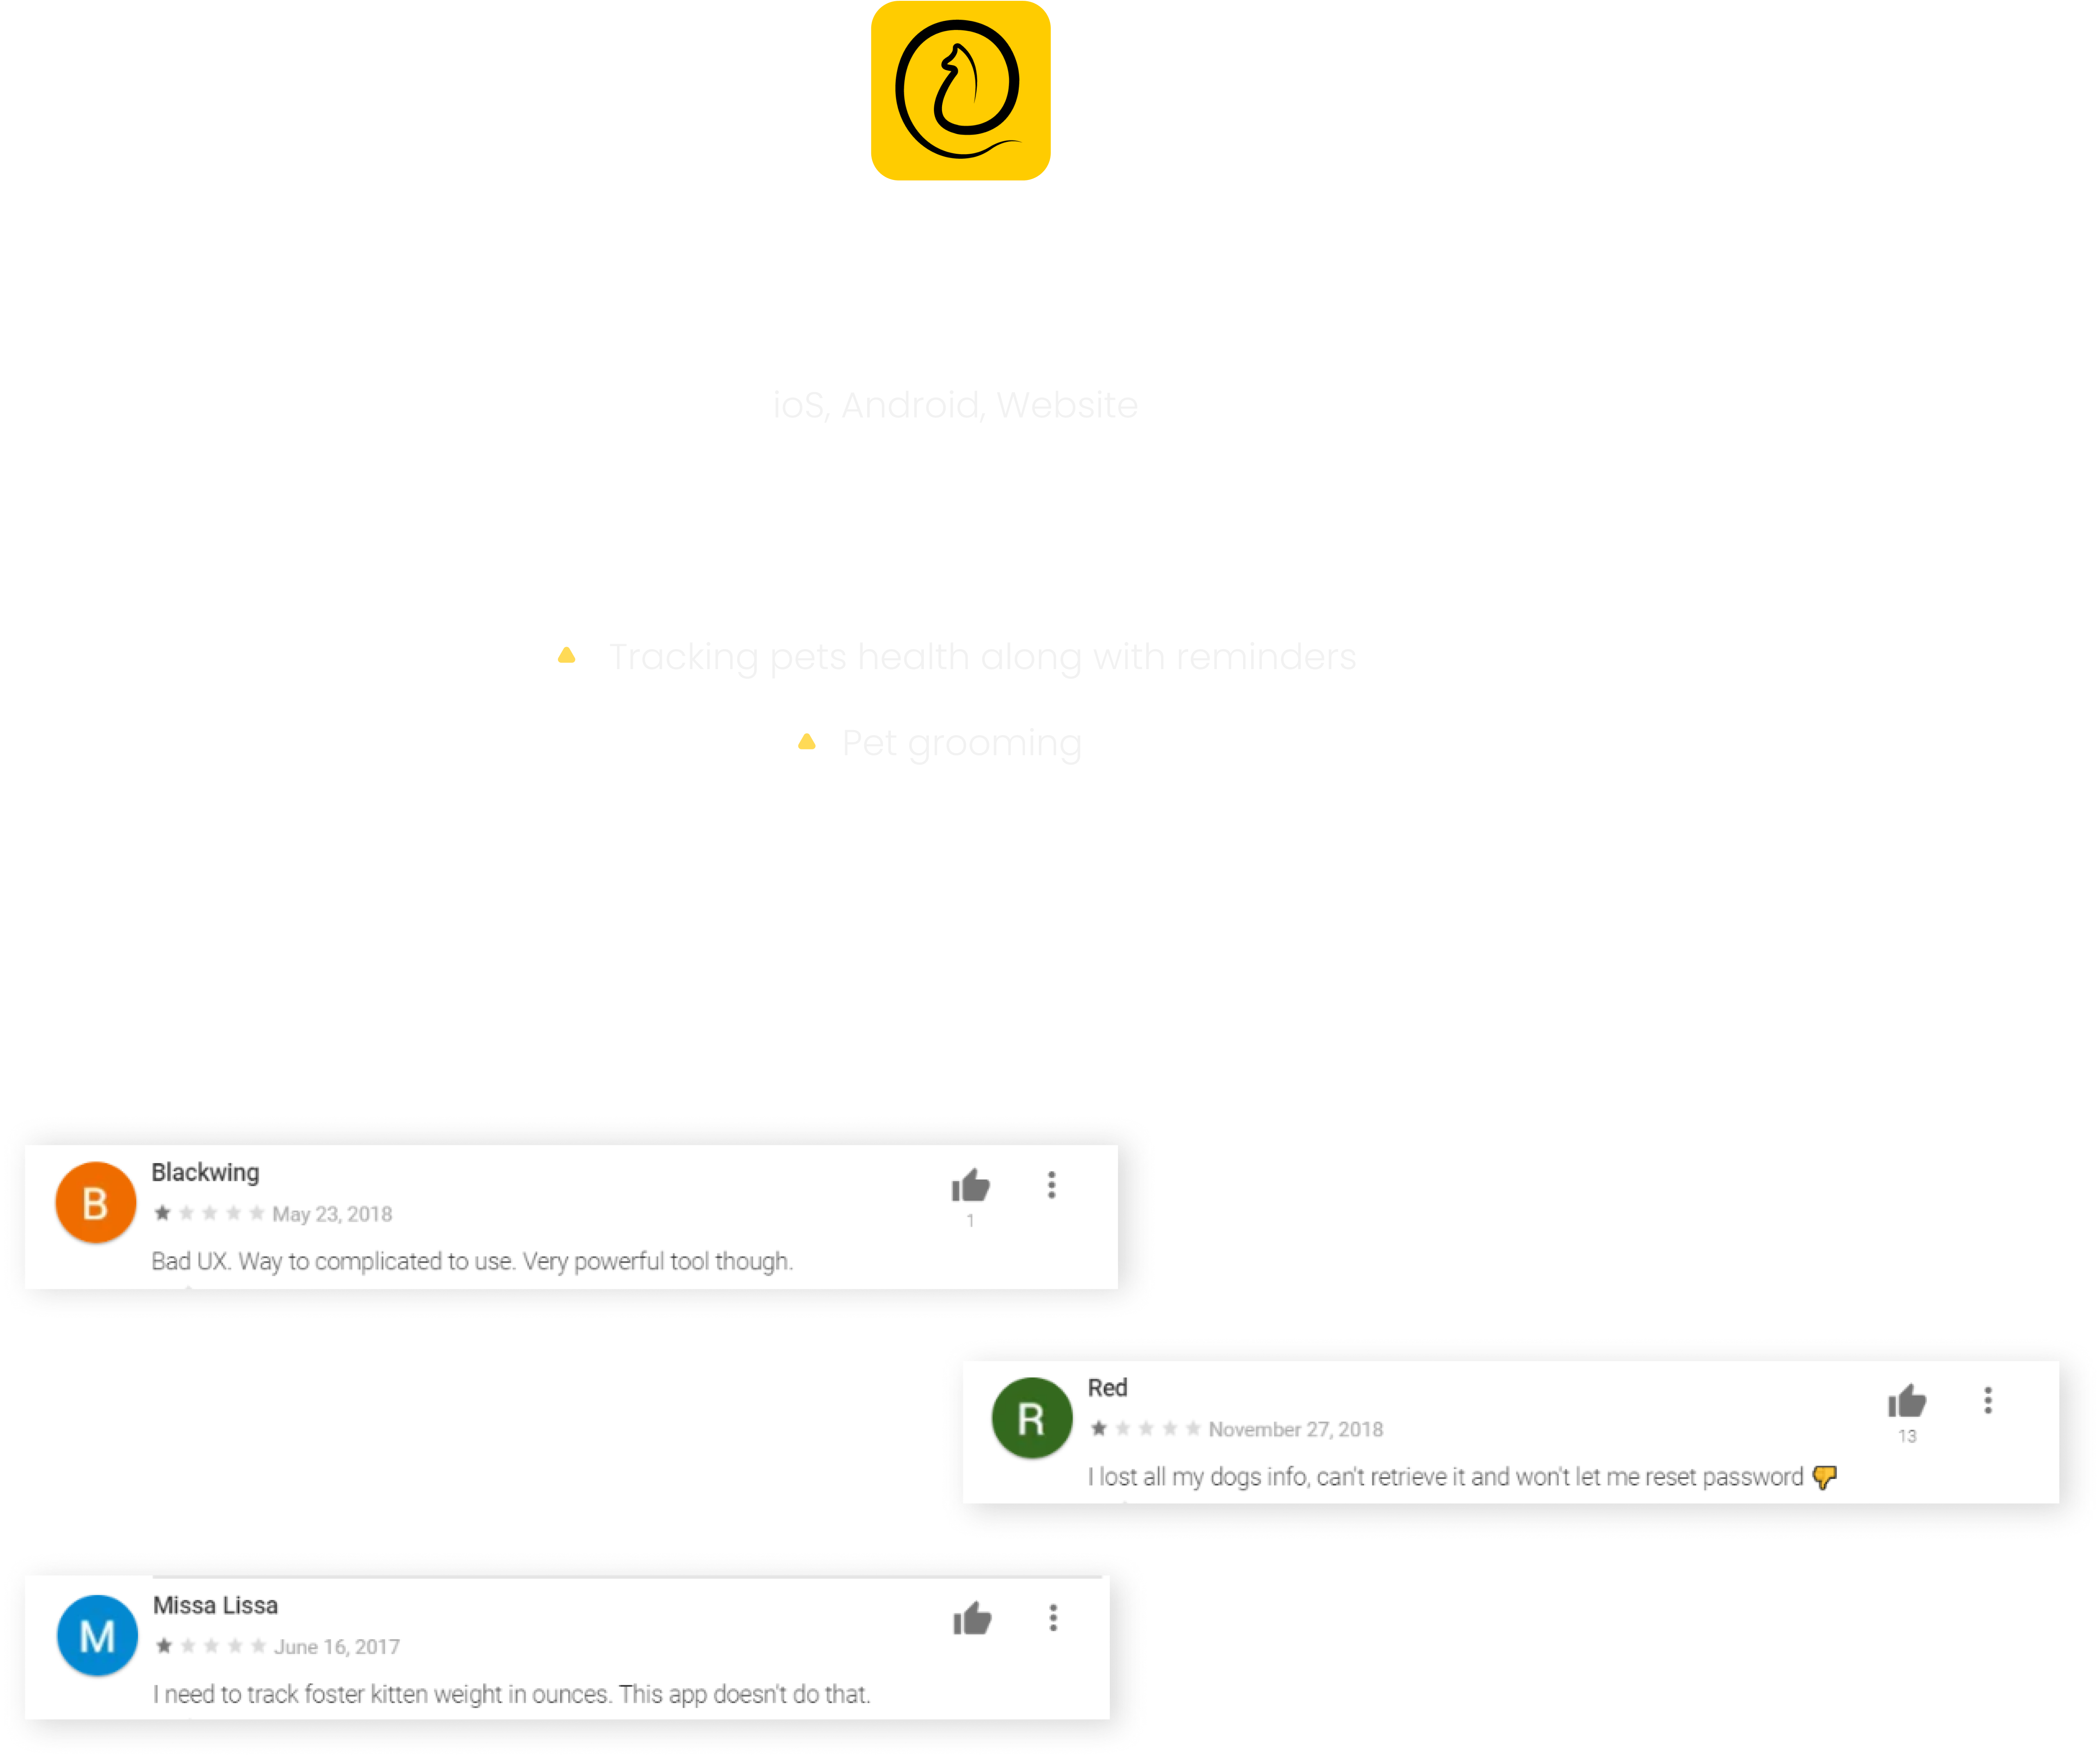 ioS, Android, Website
Tracking pets health along with reminders
Pet grooming
B
Blackwing
May 23, 2018
1
Bad UX. Way to complicated to use. Very powerful tool though.
R
Red
November 27, 2018
13
I lost all my dogs info, can't retrieve it and won't let me reset password
M
Missa Lissa
June 16, 2017
I need to track foster kitten weight in ounces. This app doesn't do that.